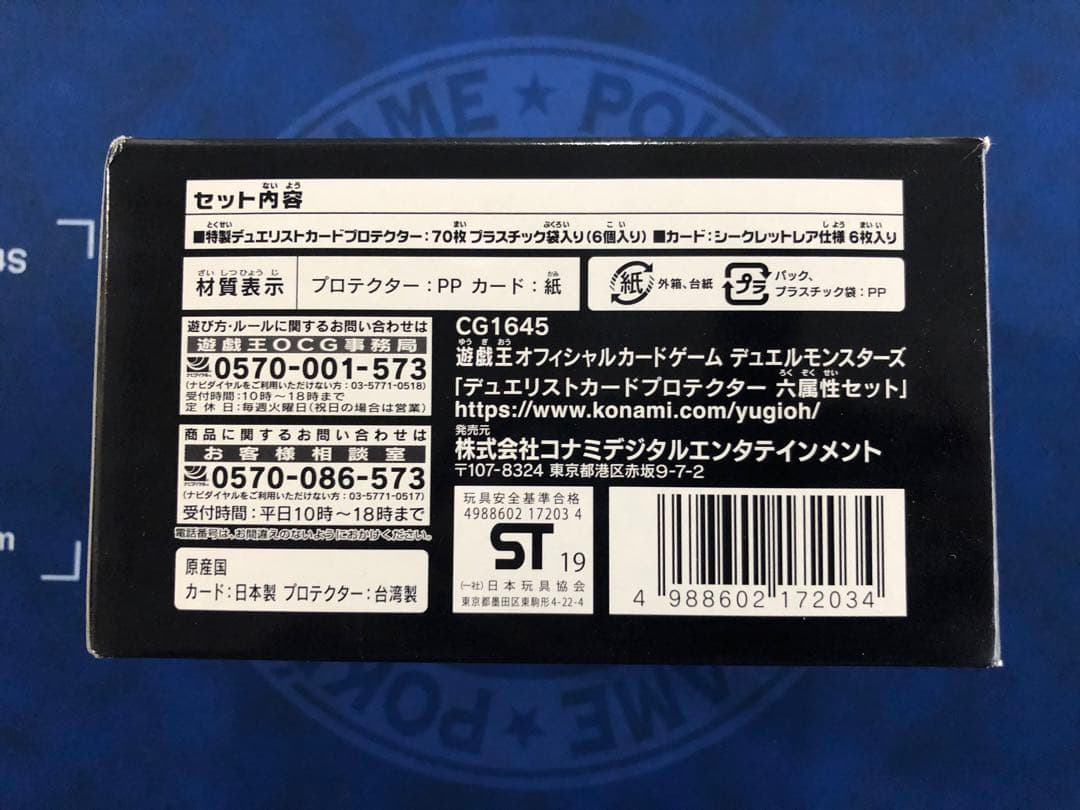 セット内容
■特製デュエリストカードプロテクター：70枚 プラスチック袋入り(6個入り) ■カード：シークレットレア仕様 6枚入り
材質表示 プロテクター：PP カード：紙
紙 外箱、台紙
プラ パック、
プラスチック袋：PP
遊び方・ルールに関するお問い合わせは
遊戯王OCG事務局
ナビダイヤル 0570-001-573
(ナビダイヤルをご利用いただけない方：03-5771-0518)
受付時間：10時～18時まで
定休日：毎週火曜日(祝日の場合は営業)
商品に関するお問い合わせは
お客様相談室
ナビダイヤル 0570-086-573
(ナビダイヤルをご利用いただけない方：03-5771-0517)
受付時間：平日10時～18時まで
電話番号は、お間違えのないようにおかけください。
原産国
カード：日本製 プロテクター：台湾製
CG1645
遊戯王オフィシャルカードゲーム デュエルモンスターズ
「デュエリストカードプロテクター 六属性セット」
https://www.konami.com/yugioh/
発売元
株式会社コナミデジタルエンタテインメント
〒107-8324 東京都港区赤坂9-7-2
玩具安全基準合格
4988602 17203 4
ST 19
(一社)日本玩具協会
東京都墨田区東駒形4-22-4
4 988602 172034
GAME ★ POK
GAME ★ POKÉ